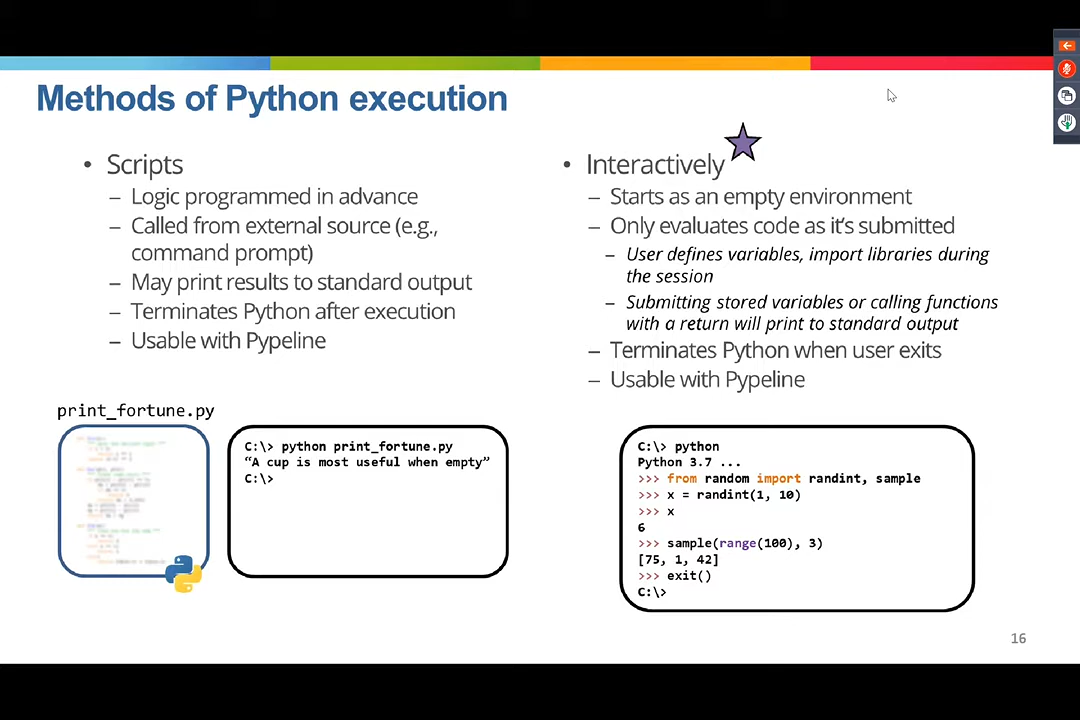 Methods of Python execution
• Scripts
– Logic programmed in advance
– Called from external source (e.g.,
command prompt)
– May print results to standard output
– Terminates Python after execution
– Usable with Pypeline
print_fortune.py
C:\> python print_fortune.py
“A cup is most useful when empty”
C:\>
• Interactively
– Starts as an empty environment
– Only evaluates code as it’s submitted
– User defines variables, import libraries during
the session
– Submitting stored variables or calling functions
with a return will print to standard output
– Terminates Python when user exits
– Usable with Pypeline
C:\> python
Python 3.7 ...
>>> from random import randint, sample
>>> x = randint(1, 10)
>>> x
6
>>> sample(range(100), 3)
[75, 1, 42]
>>> exit()
C:\>
16